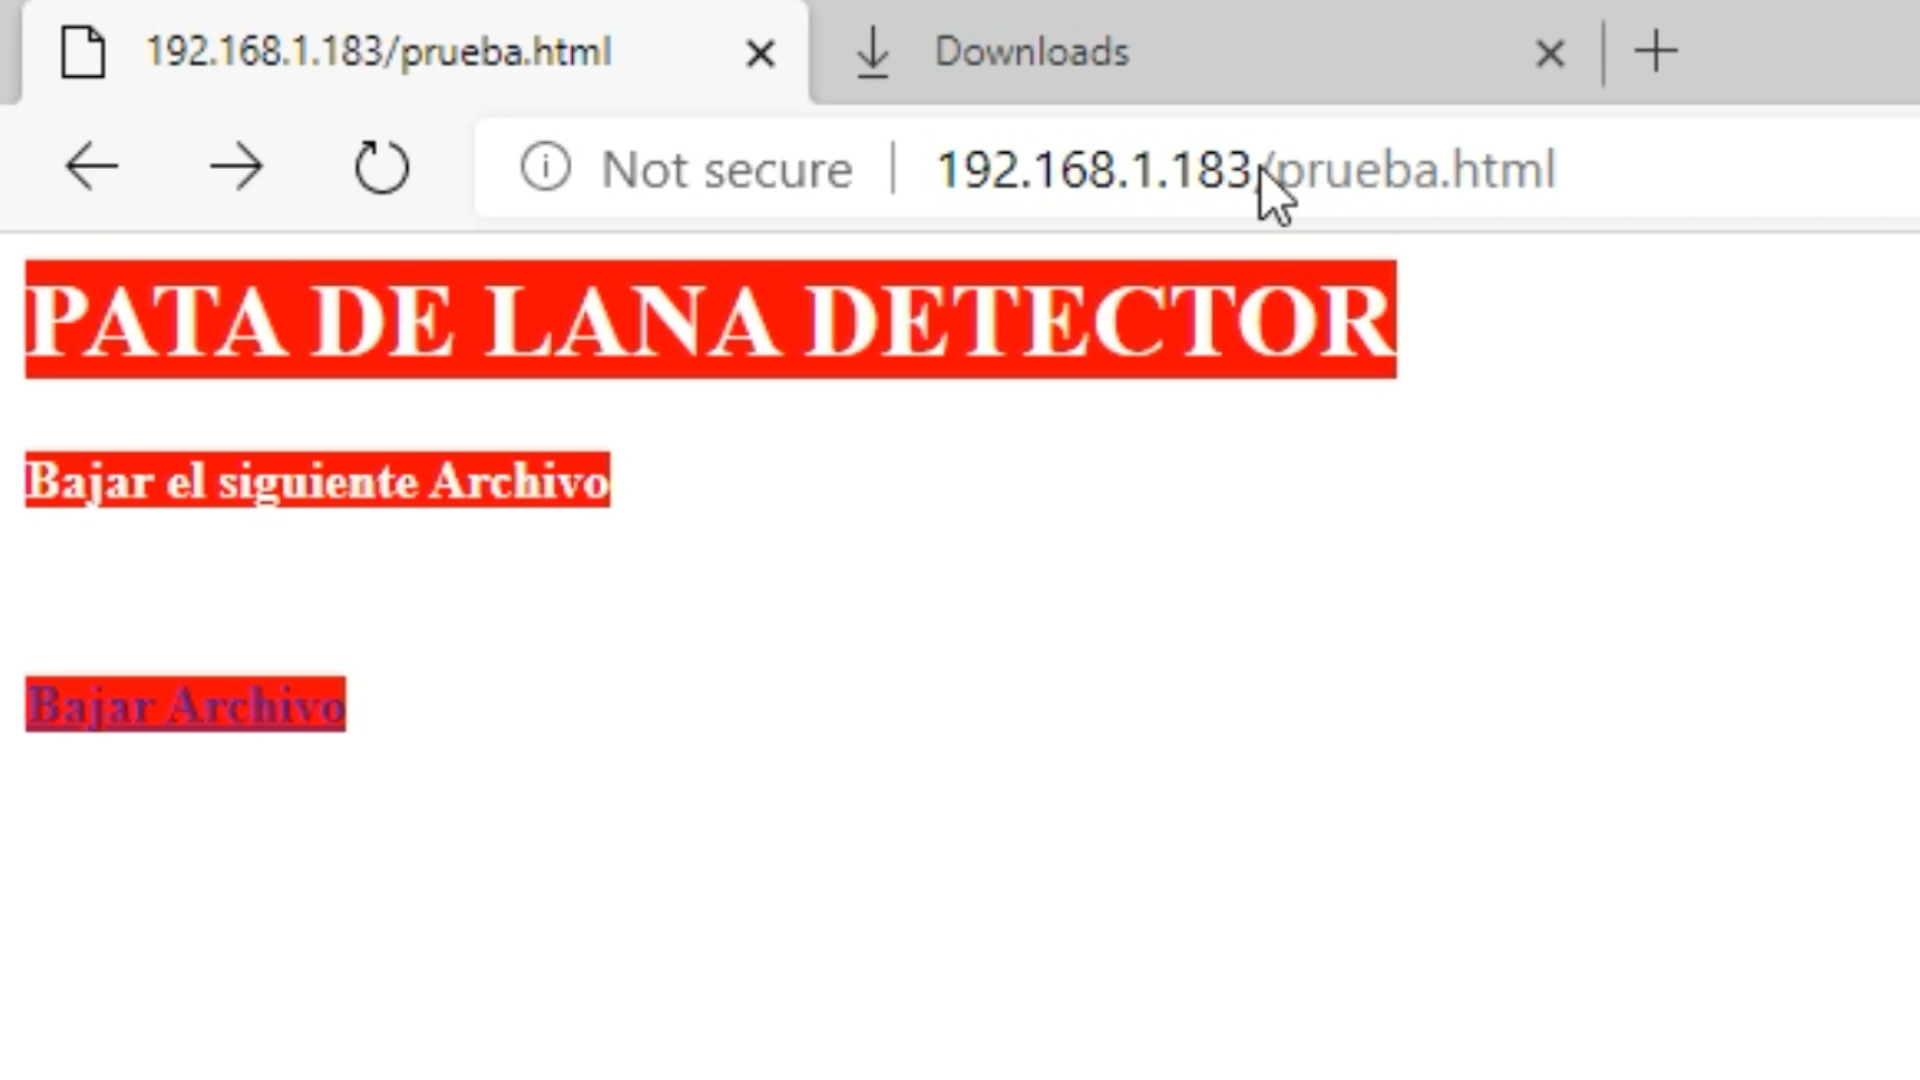 192.168.1.183/prueba.html
Downloads
Not secure
192.168.1.183/prueba.html
PATA DE LANA DETECTOR
Bajar el siguiente Archivo
Bajar Archivo